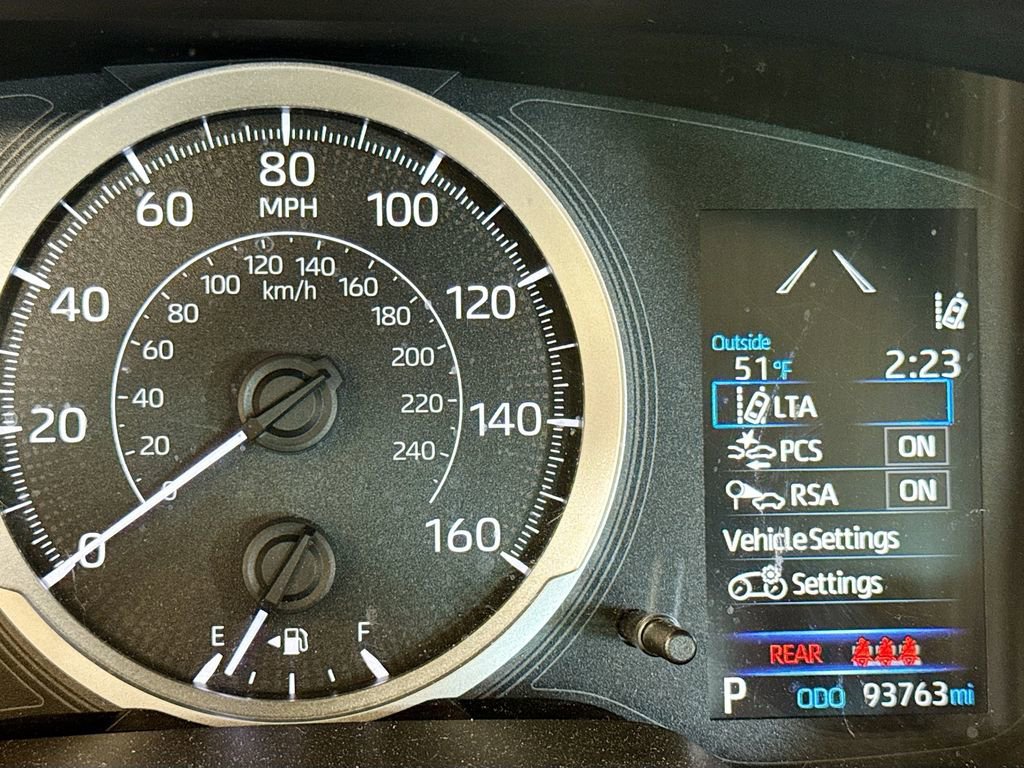 80
MPH
60
100
40
120
20
140
0
160
120 140
km/h
100
160
80
180
60
200
40
220
20
240
0
E
F
Outside
51°F
2:23
LTA
PCS ON
RSA ON
Vehicle Settings
Settings
REAR
P ODO 93763mi